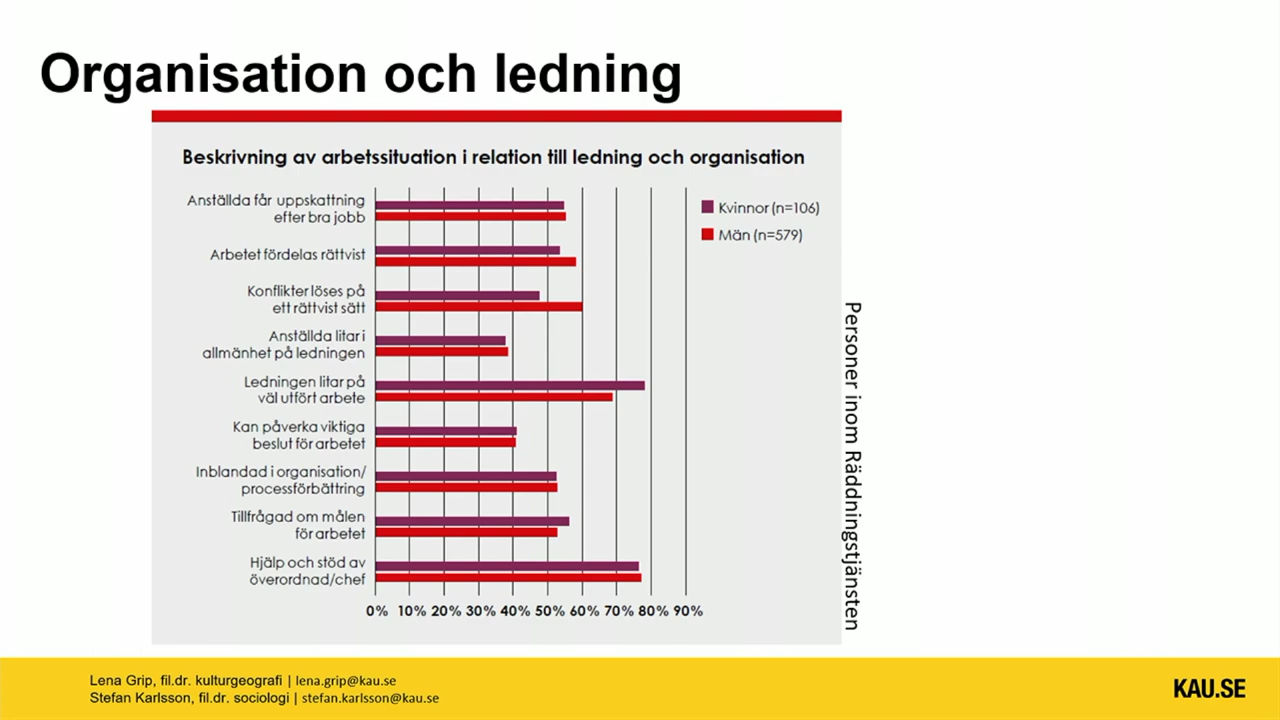 Organisation och ledning
Beskrivning av arbetssituation i relation till ledning och organisation
Anställda får uppskattning
efter bra jobb
Arbetet fördelas rättvist
Konflikter löses på
ett rättvist sätt
Anställda litar i
allmänhet på ledningen
Ledningen litar på
väl utfört arbete
Kan påverka viktiga
beslut för arbetet
Inblandad i organisation/
processförbättring
Tillfrågad om målen
för arbetet
Hjälp och stöd av
överordnad/chef
0% 10% 20% 30% 40% 50% 60% 70% 80% 90%
Kvinnor (n=106)
Män (n=579)
Personer inom Räddningstjänsten
Lena Grip, fil.dr. kulturgeografi | lena.grip@kau.se
Stefan Karlsson, fil.dr. sociologi | stefan.karlsson@kau.se
KAU.SE